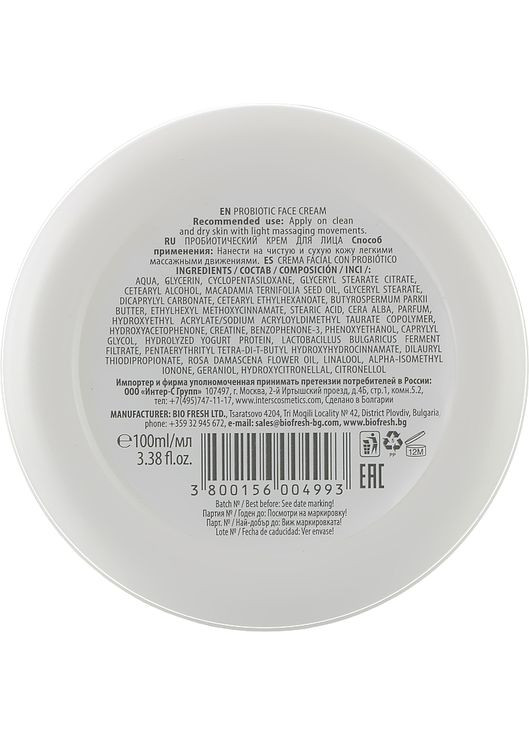 EN PROBIOTIC FACE CREAM
Recommended use: Apply on clean
and dry skin with light massaging movements.
RU ПРОБИОТИЧЕСКИЙ КРЕМ ДЛЯ ЛИЦА Способ
применения: Нанести на чистую и сухую кожу легкими
массажными движениями. ES CREMA FACIAL CON PROBIÓTICO
INGREDIENTS / СОСТАВ / COMPOSICIÓN / INCI /:
AQUA, GLYCERIN, CYCLOPENTASILOXANE, GLYCERYL STEARATE CITRATE,
CETEARYL ALCOHOL, MACADAMIA TERNIFOLIA SEED OIL, GLYCERYL STEARATE,
DICAPRYLYL CARBONATE, CETEARYL ETHYLHEXANOATE, BUTYROSPERMUM PARKII
BUTTER, ETHYLHEXYL METHOXYCINNAMATE, STEARIC ACID, CERA ALBA, PARFUM,
HYDROXYETHYL ACRYLATE/SODIUM ACRYLOYLDIMETHYL TAURATE COPOLYMER,
HYDROXYACETOPHENONE, CREATINE, BENZOPHENONE-3, PHENOXYETHANOL, CAPRYLYL
GLYCOL, HYDROLYZED YOGURT PROTEIN, LACTOBACILLUS BULGARICUS FERMENT
FILTRATE, PENTAERYTHRITYL TETRA-DI-T-BUTYL HYDROXYHYDROCINNAMATE, DILAURYL
THIODIPROPIONATE, ROSA DAMASCENA FLOWER OIL, LINALOOL, ALPHA-ISOMETHYL
IONONE, GERANIOL, HYDROXYCITRONELLAL, CITRONELLOL
Импортер и фирма уполномоченная принимать претензии потребителей в России:
ООО «Интер-С Групп» 107497, г. Москва, 2-й Иртышский проезд, д.4Б, стр.1, комн.5.2,
тел: +7(495)747-11-17, www.interscosmetics.com, Сделано в Болгарии
MANUFACTURER: BIO FRESH LTD., Tsaratsovo 4204, Tri Mogili Locality № 42, District Plovdiv, Bulgaria
phone: +359 32 945 672, e-mail: sales@biofresh-bg.com, www.biofresh.bg
℮100ml/мл
3.38 fl.oz.
PP
12M
3 800156 004993
EAC
Batch № / Best before: See date marking!
Партия № / Годен до: Посмотри на маркировку!
Парт. № / Най-добър до: Виж маркировката!
Lote № / Fecha de caducidad: Ver envase!